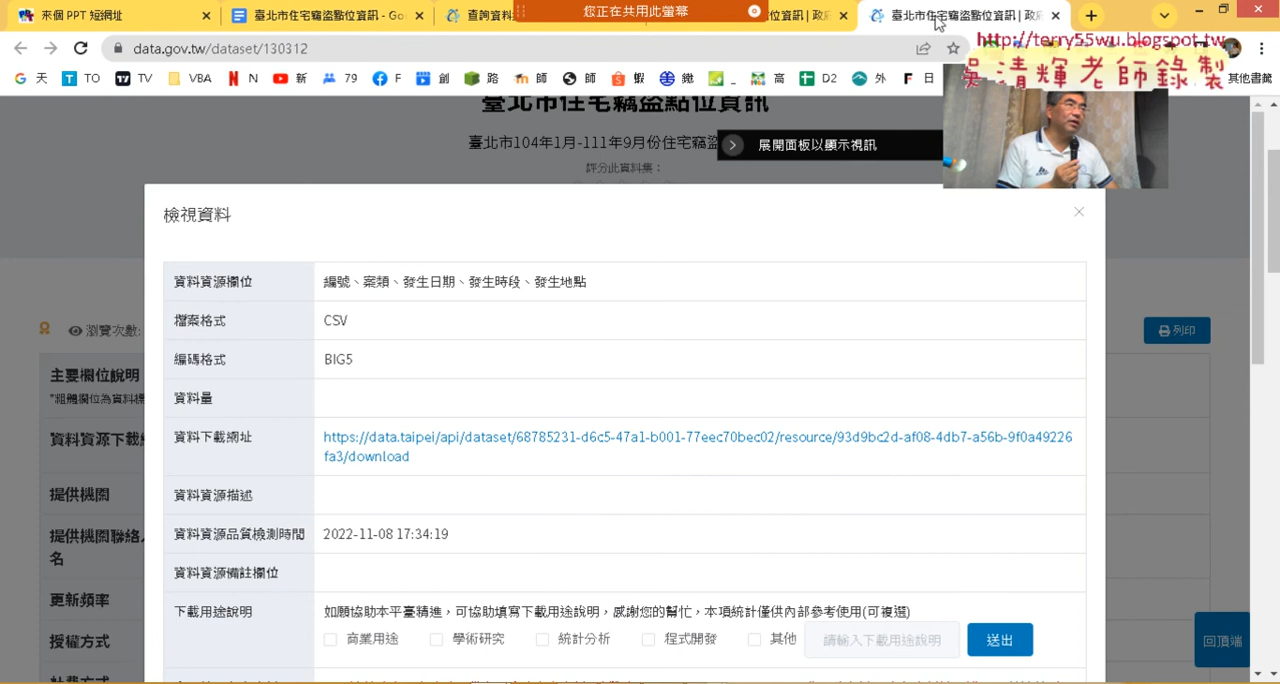 來個 PPT 短網址
臺北市住宅竊盜點位資訊 - Go
查詢資料
您正在共用此螢幕
位資訊 | 政府
臺北市住宅竊盜點位資訊 | 政府
data.gov.tw/dataset/130312
http://terry55wu.blogspot.tw
吳清輝老師錄製
G 天
T TO
TV TV
VBA
N N
新
79
F
創
路
師
師
蝦
高
D2
外
F 日
其他書籤
臺北市住宅竊盜點位資訊
臺北市104年1月-111年9月份住宅竊盜
展開面板以顯示視訊
評分此資料集：
檢視資料
資料資源欄位 編號、案類、發生日期、發生時段、發生地點
檔案格式 CSV
瀏覽次數:
列印
編碼格式 BIG5
主要欄位說明
資料量
資料下載網址 https://data.taipei/api/dataset/68785231-d6c5-47a1-b001-77eec70bec02/resource/93d9bc2d-af08-4db7-a56b-9f0a49226
fa3/download
資料資源下載
資料資源描述
提供機關
資料資源品質檢測時間 2022-11-08 17:34:19
提供機關聯絡人
名
資料資源備註欄位
更新頻率
下載用途說明 如願協助本平臺精進，可協助填寫下載用途說明，感謝您的幫忙，本項統計僅供內部參考使用(可複選)
商業用途 學術研究 統計分析 程式開發 其他 請輸入下載用途說明 送出
授權方式
回頂端